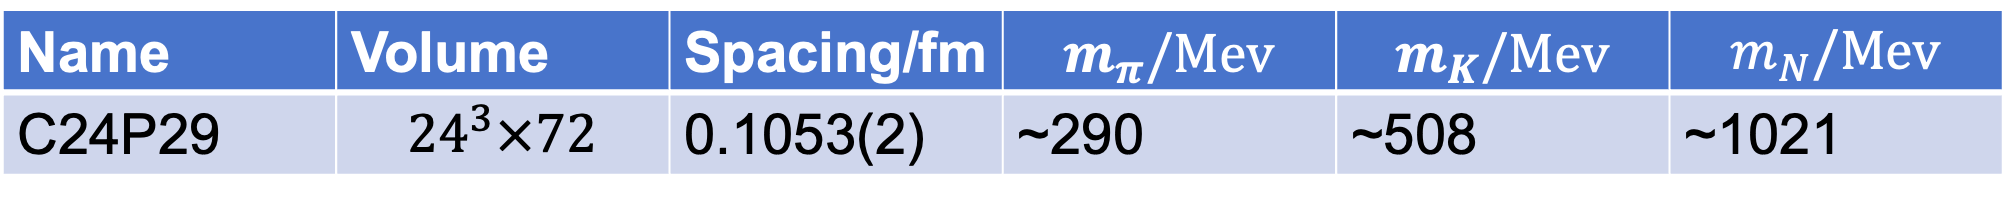 Name Volume Spacing/fm m_π/Mev m_K/Mev m_N/Mev
C24P29 24³×72 0.1053(2) ~290 ~508 ~1021